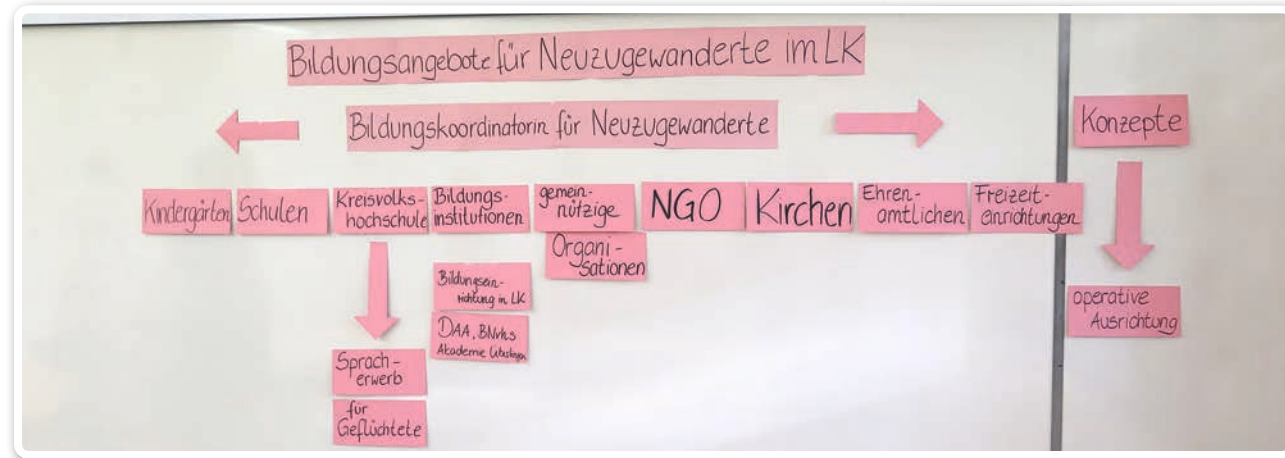 Bildungsangebote für Neuzugewanderte im LK
Bildungskoordinatorin für Neuzugewanderte
Konzepte
Kindergärten
Schulen
Kreisvolks-
hochschule
Bildungs-
institutionen
gemein-
nützige
Organi-
sationen
NGO
Kirchen
Ehren-
amtlichen
Freizeit-
einrichtungen
Bildungsein-
richtung in LK
DAA, BNVHS
Akademie
Sprach-
erwerb
für
Geflüchtete
operative
Ausrichtung